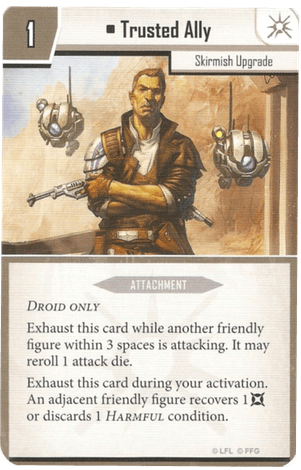 1
▪ Trusted Ally
Skirmish Upgrade
ATTACHMENT
DROID ONLY
Exhaust this card while another friendly
figure within 3 spaces is attacking. It may
reroll 1 attack die.
Exhaust this card during your activation.
An adjacent friendly figure recovers 1
or discards 1 HARMFUL condition.
© LFL © FFG